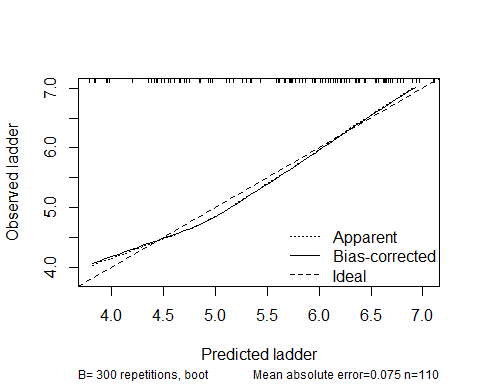 Observed ladder
7.0
6.0
5.0
4.0
Apparent
Bias-corrected
Ideal
4.0 4.5 5.0 5.5 6.0 6.5 7.0
Predicted ladder
B= 300 repetitions, boot Mean absolute error=0.075 n=110